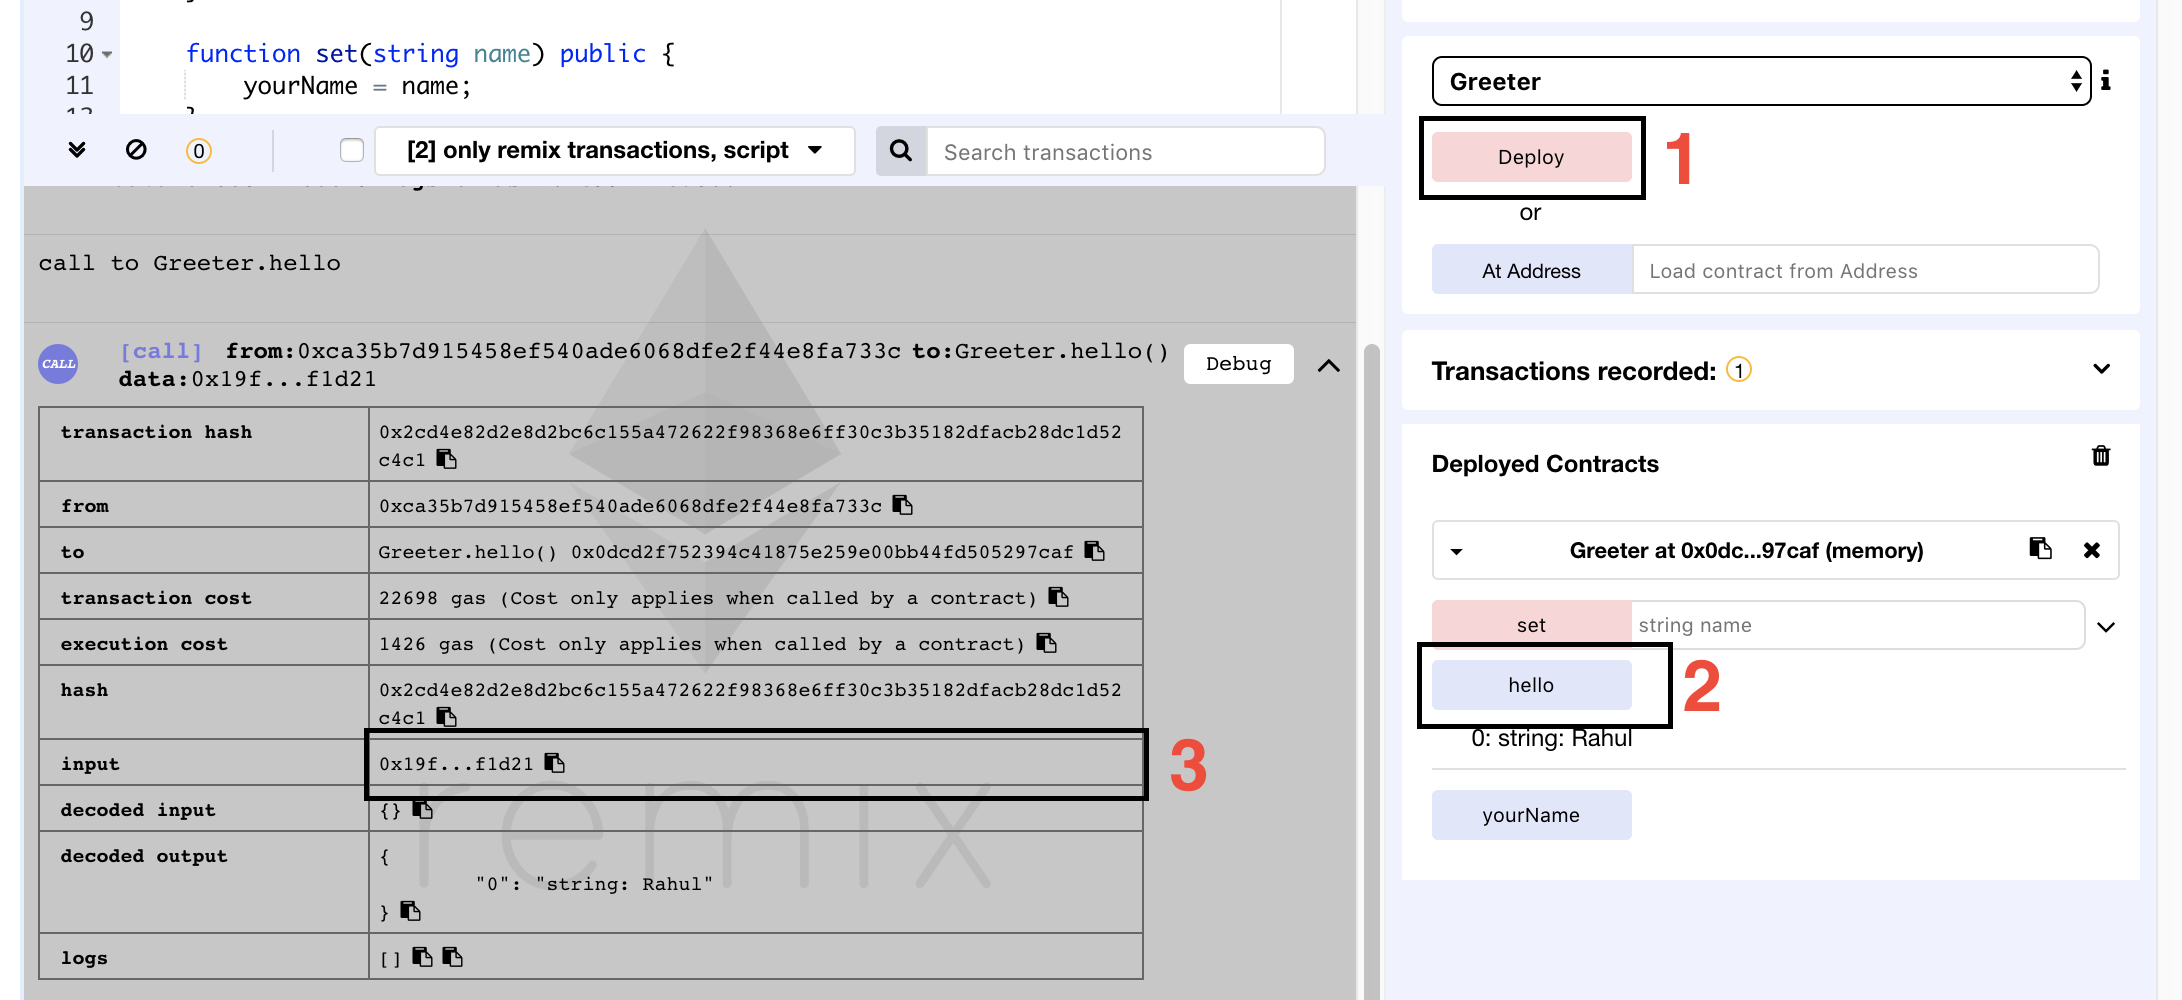 9
10
function set(string name) public {
11
yourName = name;
0
[2] only remix transactions, script
Search transactions
call to Greeter.hello
CALL
[call] from:0xca35b7d915458ef540ade6068dfe2f44e8fa733c to:Greeter.hello()
data:0x19f...f1d21
Debug
transaction hash
0x2cd4e82d2e8d2bc6c155a472622f98368e6ff30c3b35182dfacb28dc1d52
c4c1
from
0xca35b7d915458ef540ade6068dfe2f44e8fa733c
to
Greeter.hello() 0x0dcd2f752394c41875e259e00bb44fd505297caf
transaction cost
22698 gas (Cost only applies when called by a contract)
execution cost
1426 gas (Cost only applies when called by a contract)
hash
0x2cd4e82d2e8d2bc6c155a472622f98368e6ff30c3b35182dfacb28dc1d52
c4c1
input
0x19f...f1d21
3
decoded input
{}
decoded output
{
"0": "string: Rahul"
}
logs
[]
remix
Greeter
Deploy
1
or
At Address
Load contract from Address
Transactions recorded: 1
Deployed Contracts
Greeter at 0x0dc...97caf (memory)
set
string name
hello
2
0: string: Rahul
yourName